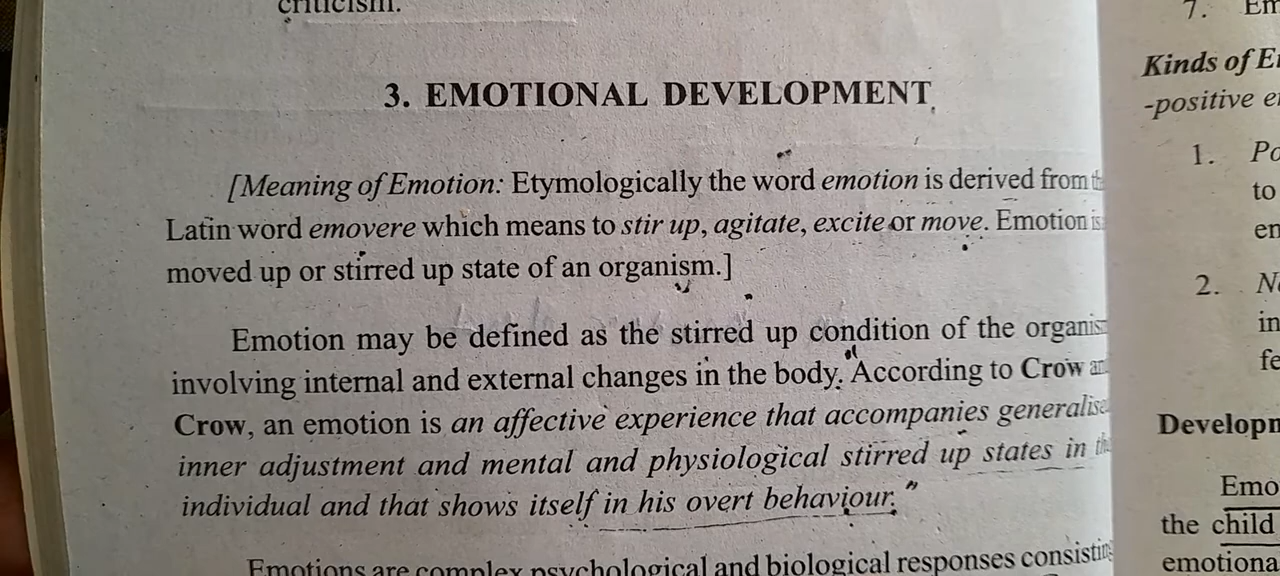 criticism.
3. EMOTIONAL DEVELOPMENT
[Meaning of Emotion: Etymologically the word emotion is derived from
Latin word emovere which means to stir up, agitate, excite or move. Emotion is
moved up or stirred up state of an organism.]
Emotion may be defined as the stirred up condition of the
involving internal and external changes in the body. "According to Crow
Crow, an emotion is an affective experience that accompanies
inner adjustment and mental and physiological stirred up states in
individual and that shows itself in his overt behaviour."
Emotions are complex psychological and biological responses
7.
Kinds of
-positive
1.
to
2.
in
Emo
the child